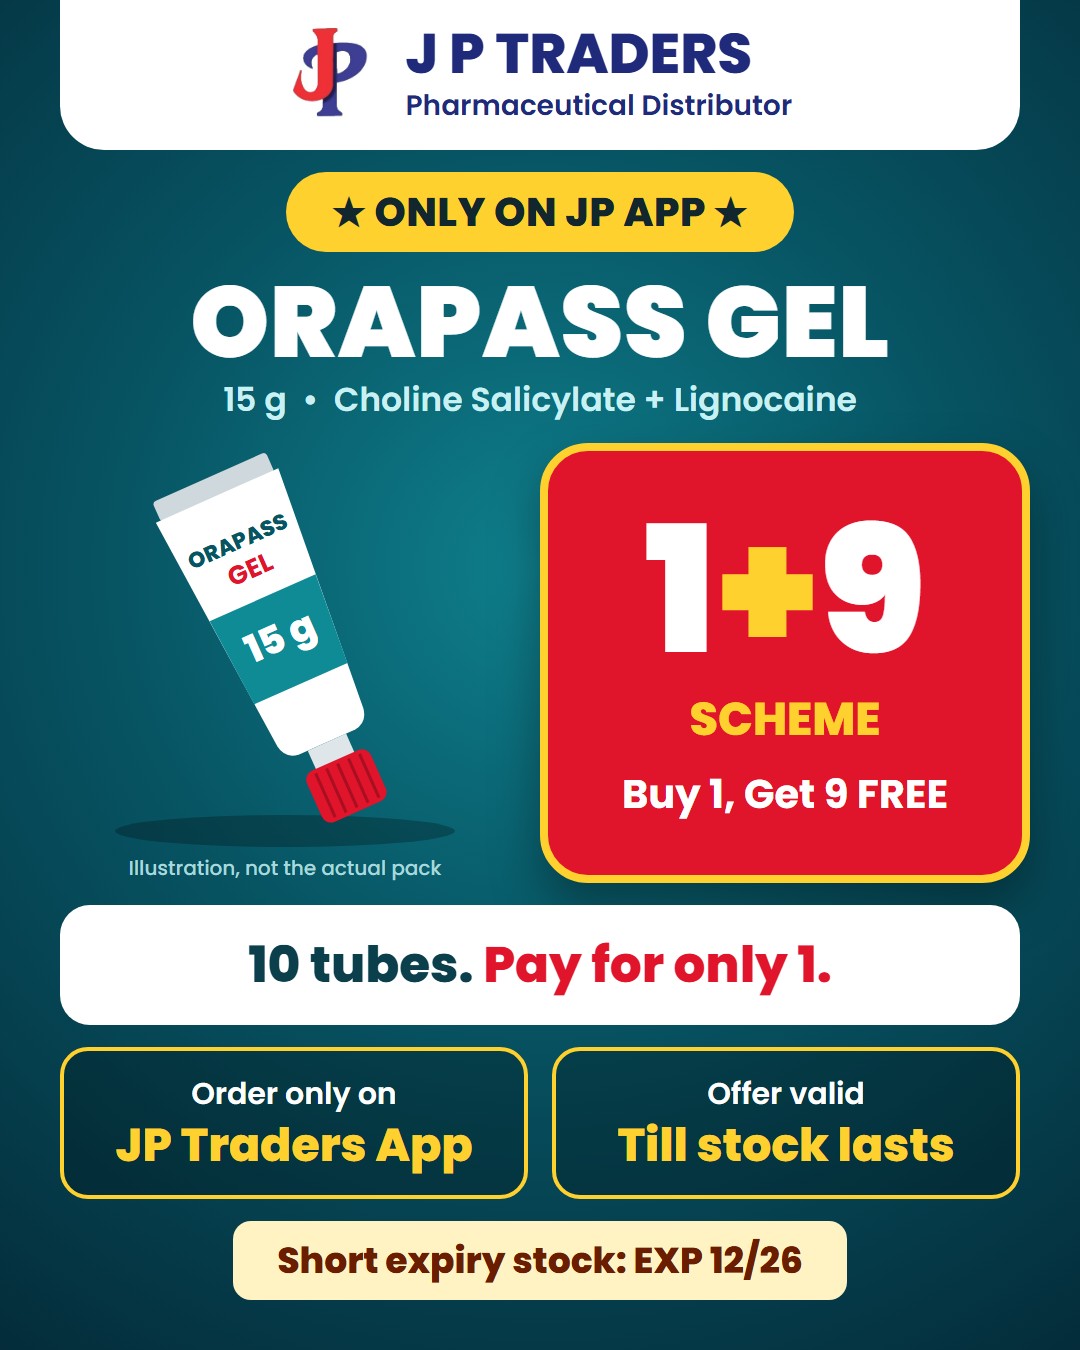 JP
J P TRADERS
Pharmaceutical Distributor
★ ONLY ON JP APP ★
ORAPASS GEL
15 g • Choline Salicylate + Lignocaine
ORAPASS
GEL
15 g
Illustration, not the actual pack
1+9
SCHEME
Buy 1, Get 9 FREE
10 tubes. Pay for only 1.
Order only on
JP Traders App
Offer valid
Till stock lasts
Short expiry stock: EXP 12/26